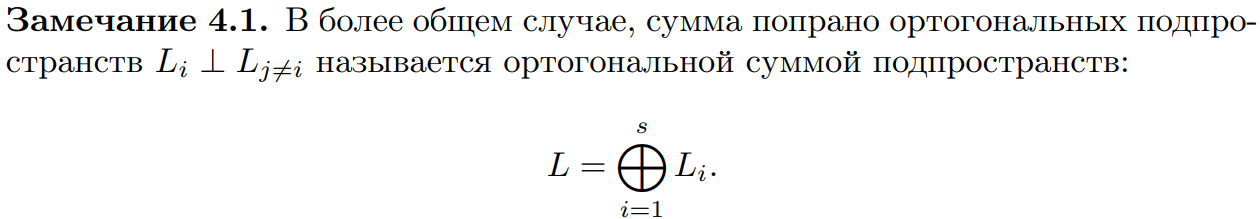 Замечание 4.1. В более общем случае, сумма попрано ортогональных подпро-
странств $L_i \perp L_{j \neq i}$ называется ортогональной суммой подпространств:
$$L = \bigoplus_{i=1}^{s} L_i.$$